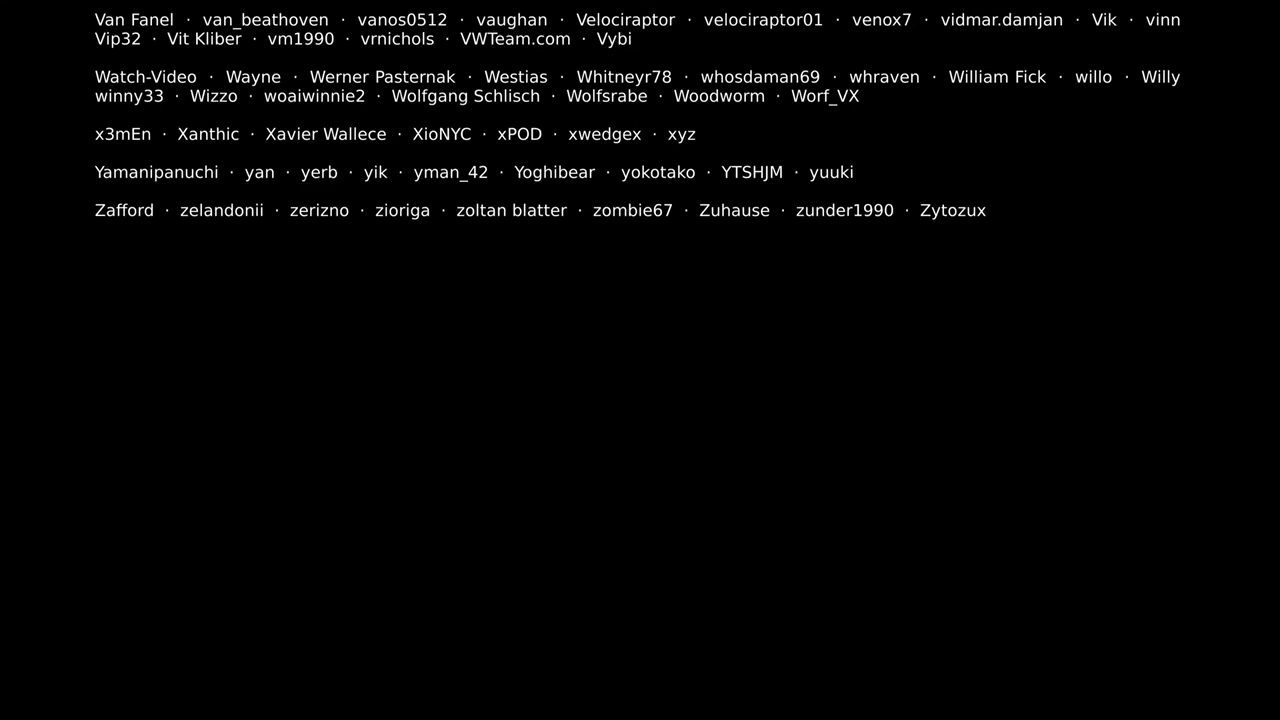 Van Fanel · van_beathoven · vanos0512 · vaughan · Velociraptor · velociraptor01 · venox7 · vidmar.damjan · Vik · vinn
Vip32 · Vit Kliber · vm1990 · vrnichols · VWTeam.com · Vybi
Watch-Video · Wayne · Werner Pasternak · Westias · Whitneyr78 · whosdaman69 · whraven · William Fick · willo · Willy
winny33 · Wizzo · woaiwinnie2 · Wolfgang Schlisch · Wolfsrabe · Woodworm · Worf_VX
x3mEn · Xanthic · Xavier Wallece · XioNYC · xPOD · xwedgex · xyz
Yamanipanuchi · yan · yerb · yik · yman_42 · Yoghibear · yokotako · YTSHJM · yuuki
Zafford · zelandonii · zerizno · zioriga · zoltan blatter · zombie67 · Zuhause · zunder1990 · Zytozux